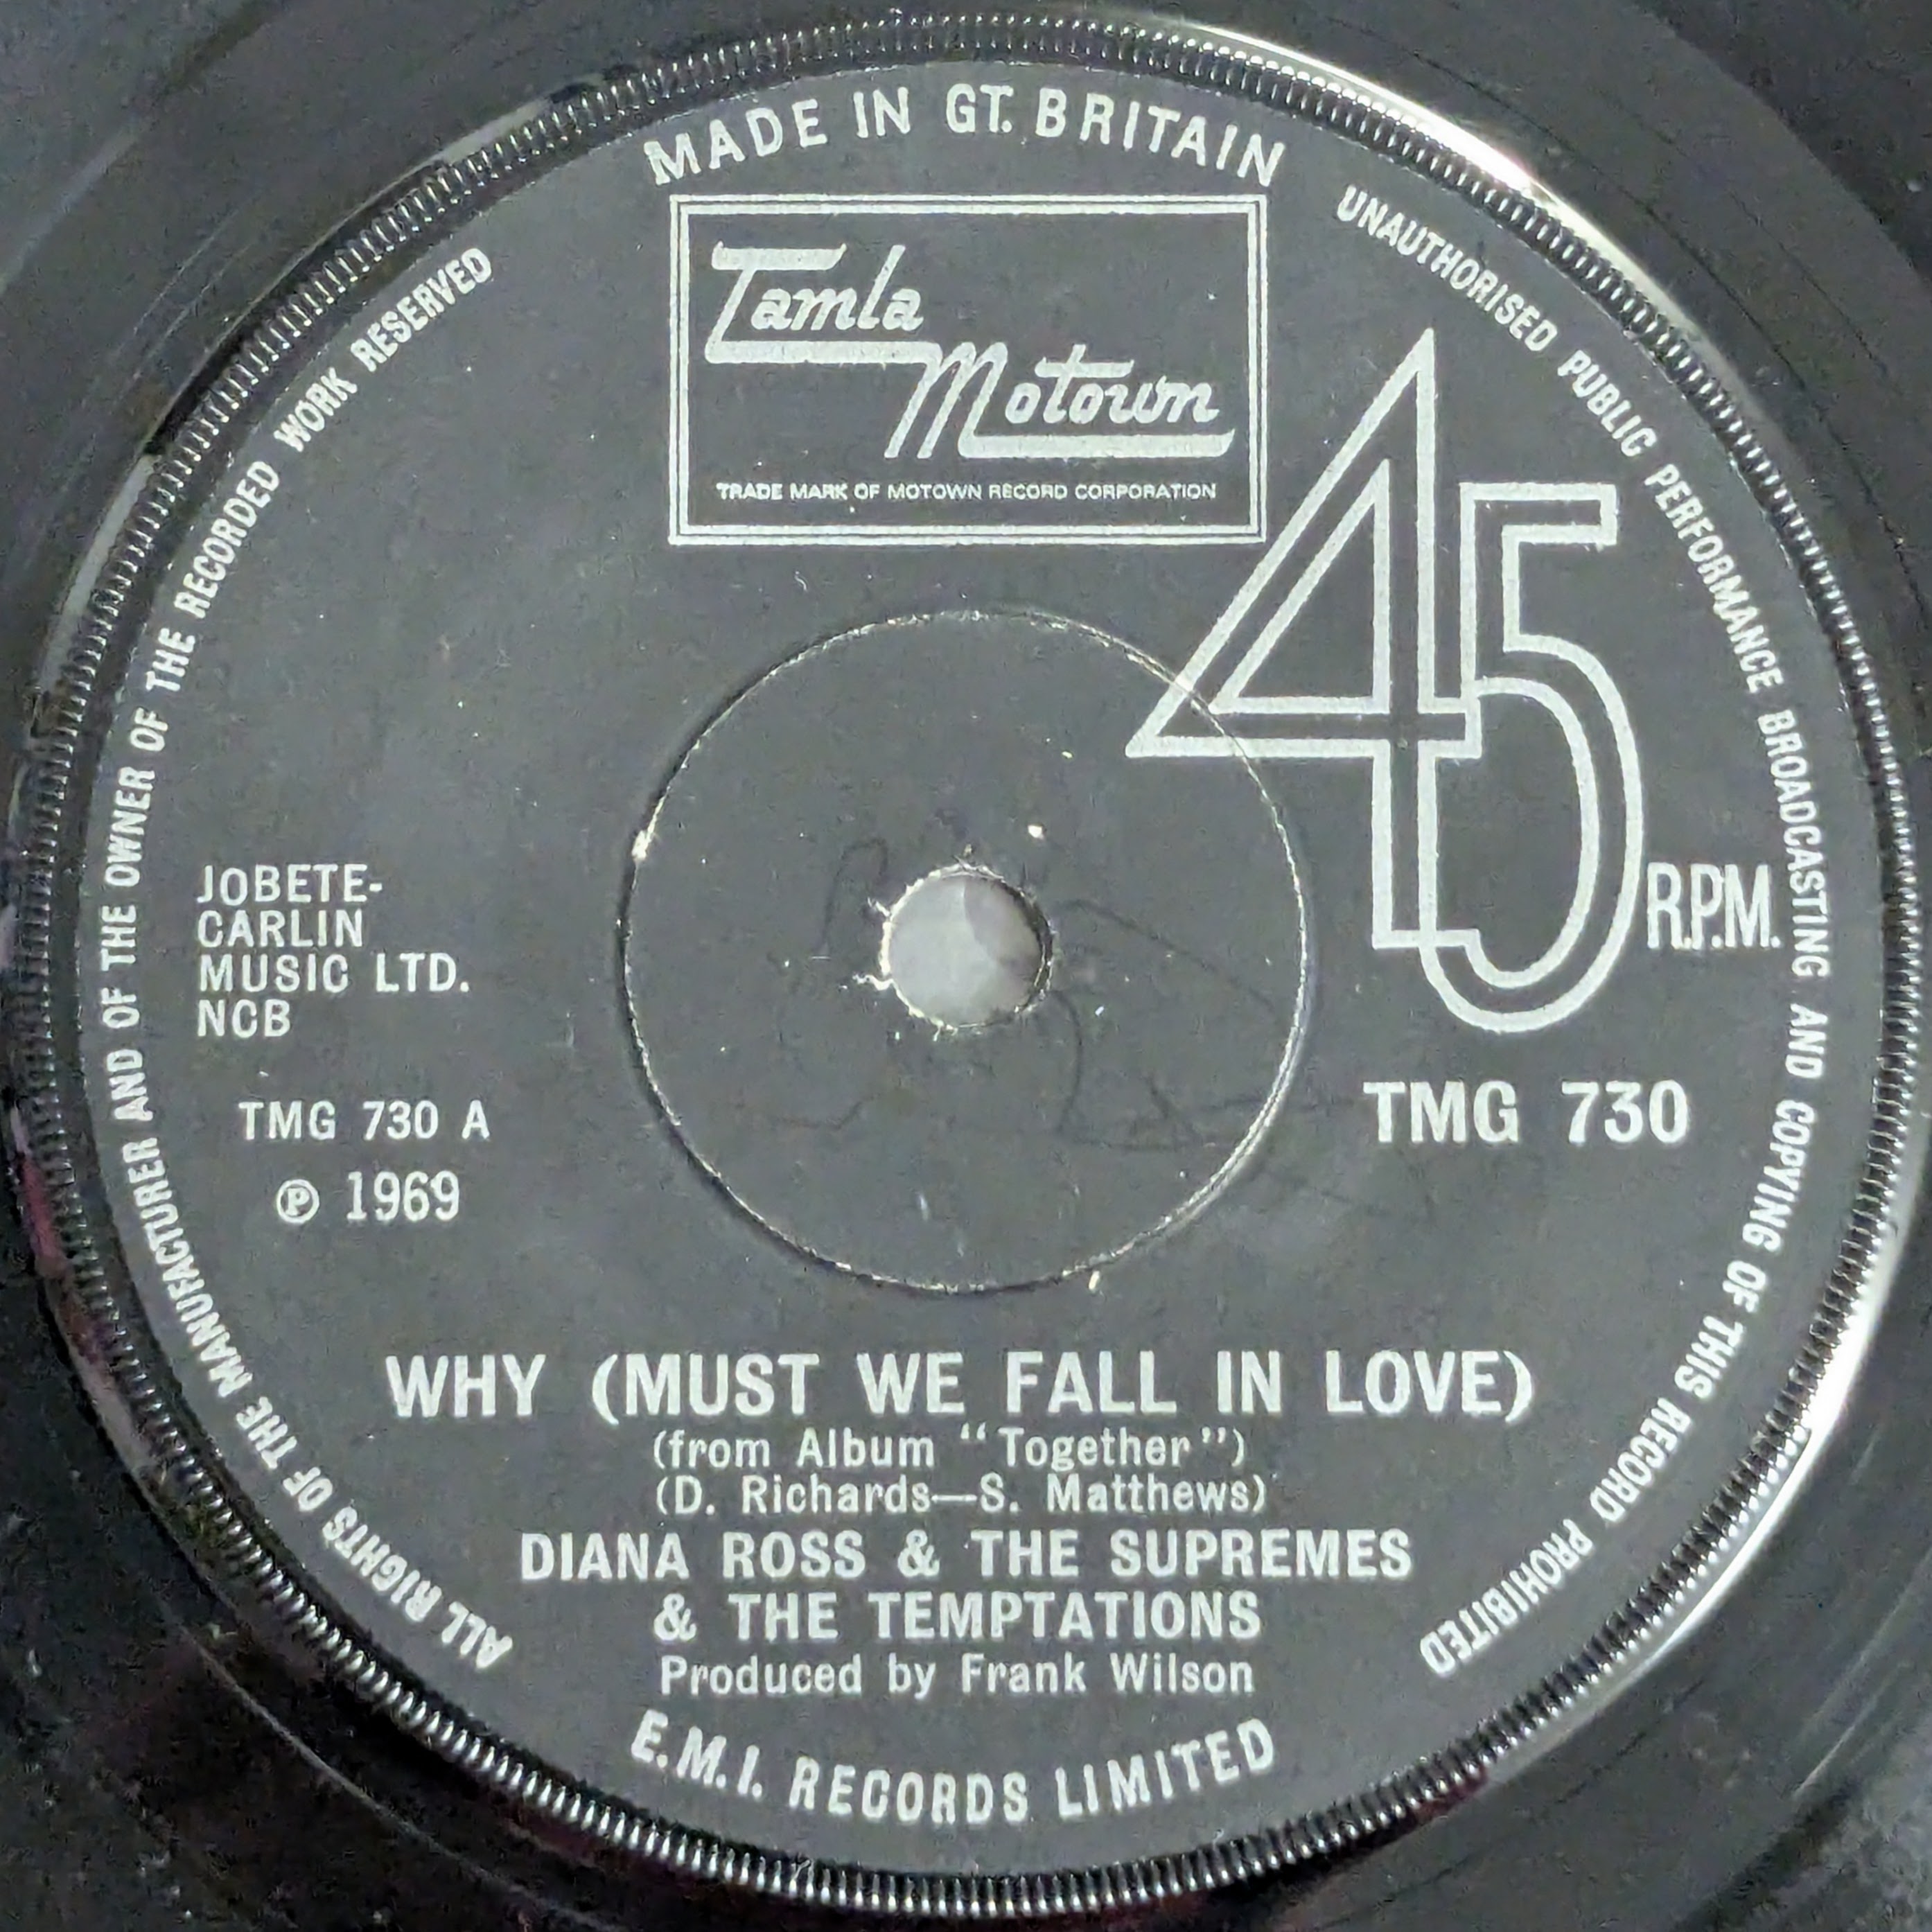 MADE IN GT. BRITAIN
Tamla
Motown
TRADE MARK OF MOTOWN RECORD CORPORATION
45
R.P.M.
JOBETE-
CARLIN
MUSIC LTD.
NCB
TMG 730 A
℗ 1969
TMG 730
WHY (MUST WE FALL IN LOVE)
(from Album "Together")
(D. Richards—S. Matthews)
DIANA ROSS & THE SUPREMES
& THE TEMPTATIONS
Produced by Frank Wilson
E.M.I. RECORDS LIMITED
ALL RIGHTS OF THE MANUFACTURER AND OF THE OWNER OF THE RECORDED WORK RESERVED
UNAUTHORISED PUBLIC PERFORMANCE BROADCASTING AND COPYING OF THIS RECORD PROHIBITED